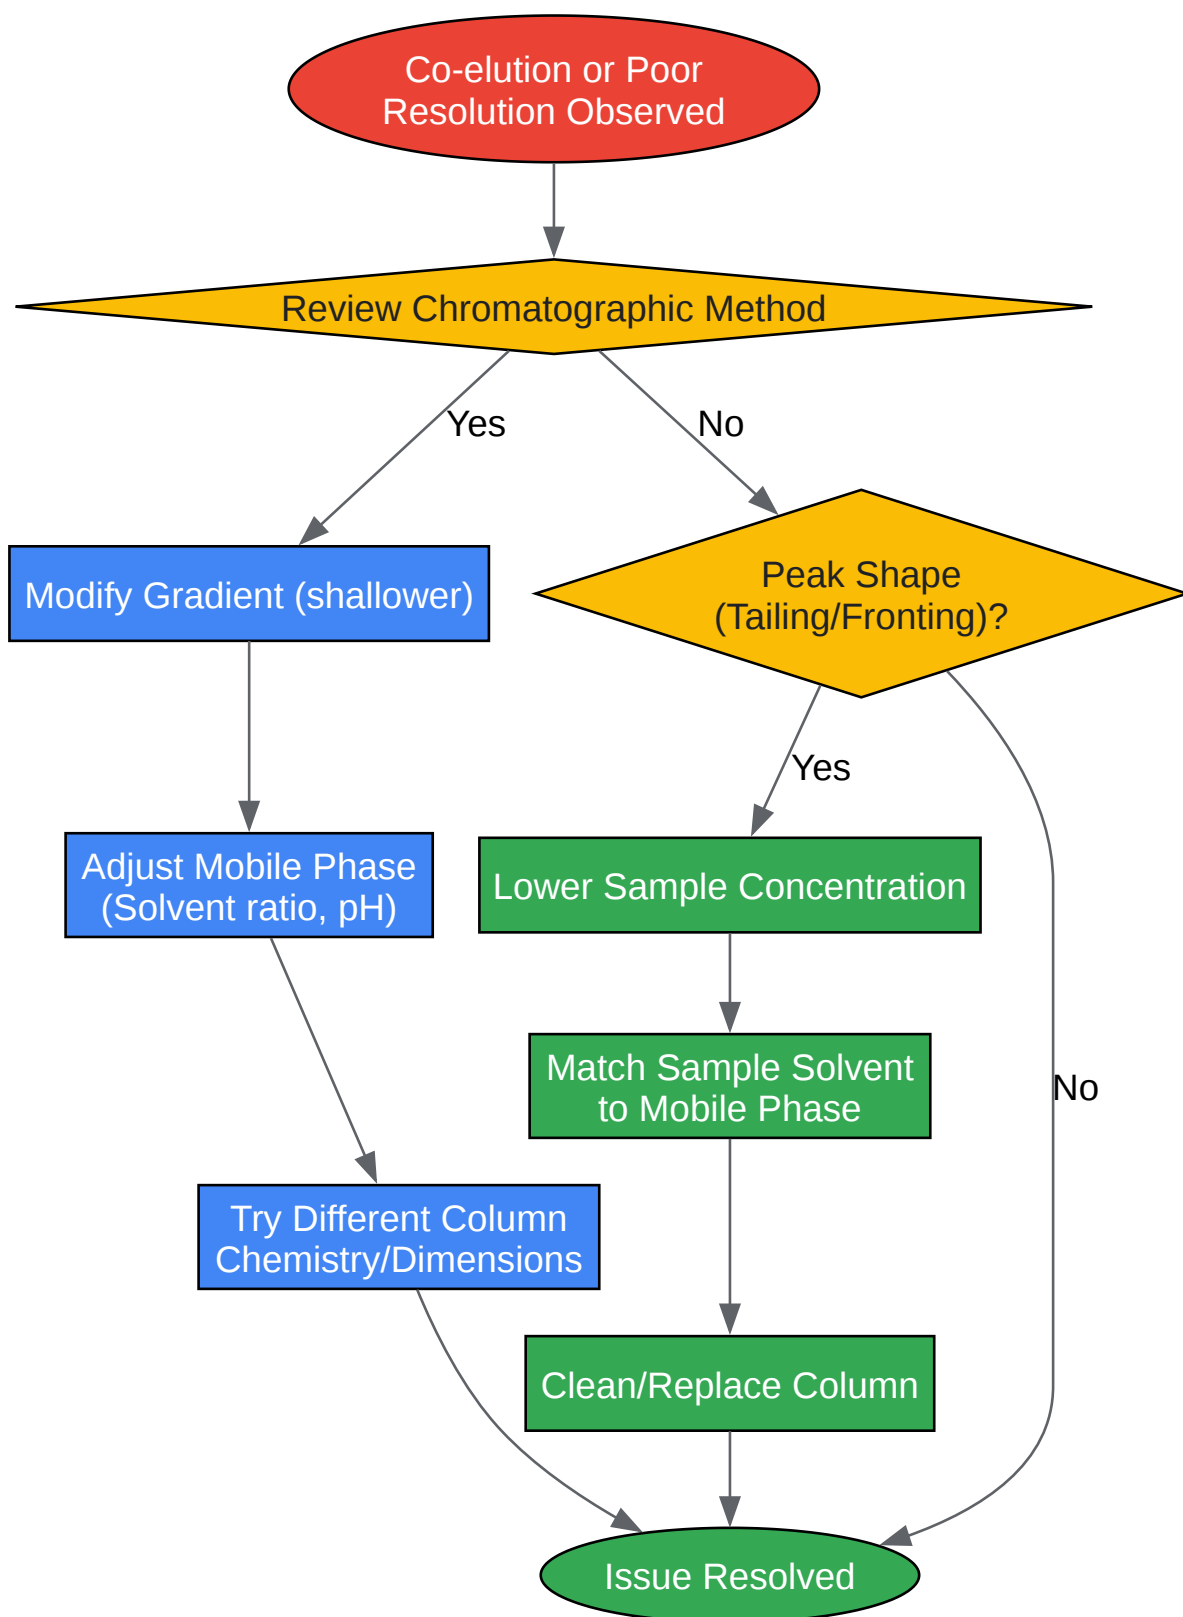 Co-elution or Poor
Resolution Observed
Review Chromatographic Method
Yes
No
Modify Gradient (shallower)
Peak Shape
(Tailing/Fronting)?
Yes
Adjust Mobile Phase
(Solvent ratio, pH)
Lower Sample Concentration
Match Sample Solvent
to Mobile Phase
No
Try Different Column
Chemistry/Dimensions
Clean/Replace Column
Issue Resolved